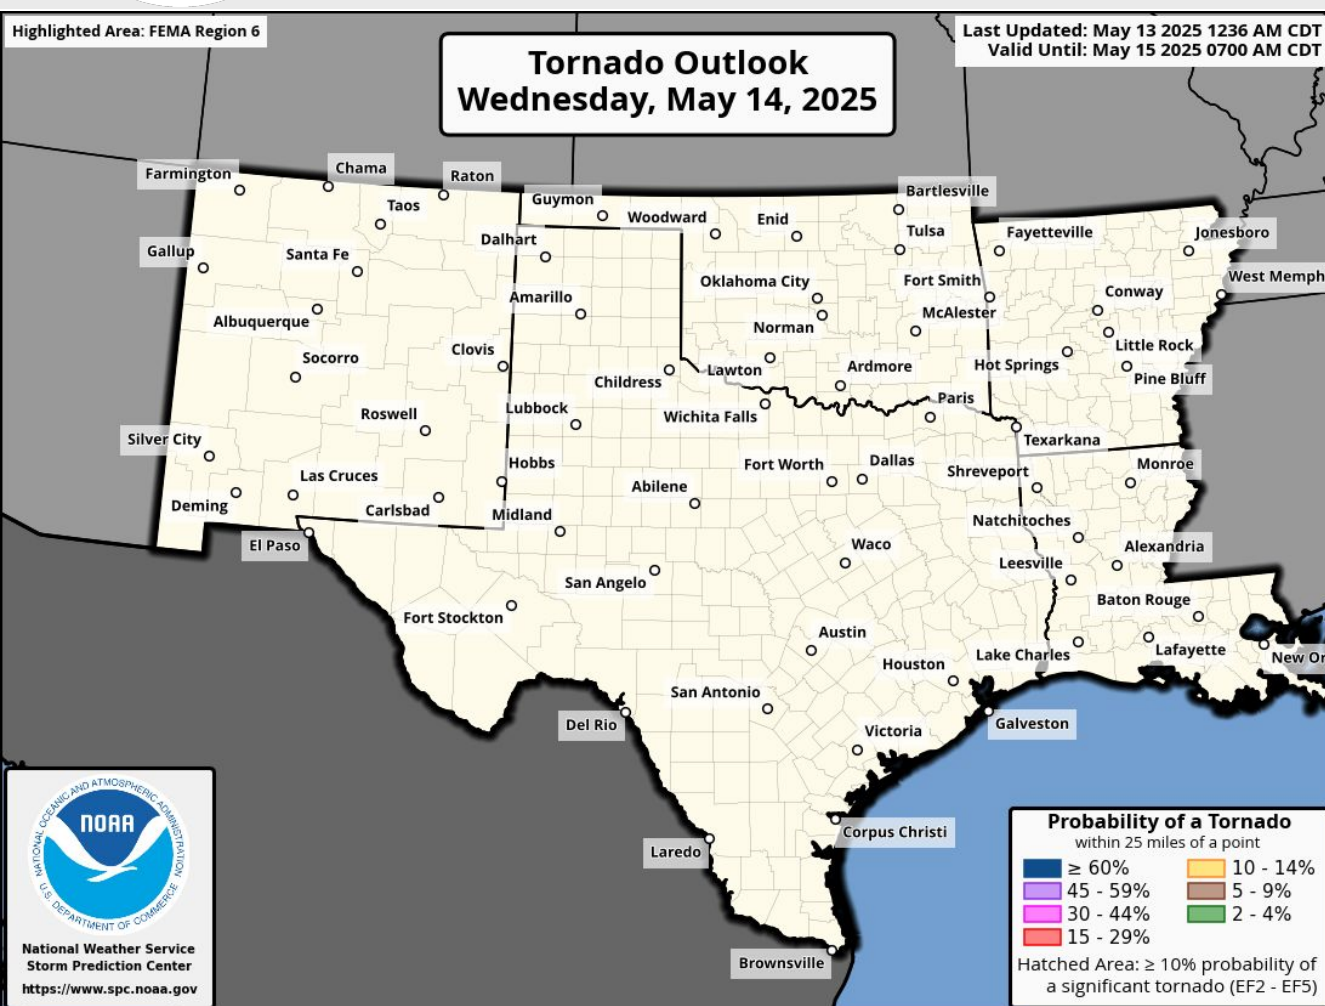 Highlighted Area: FEMA Region 6
Last Updated: May 13 2025 1236 AM CDT
Valid Until: May 15 2025 0700 AM CDT
Tornado Outlook
Wednesday, May 14, 2025
Farmington
Chama
Raton
Taos
Guymon
Woodward
Enid
Bartlesville
Tulsa
Fayetteville
Jonesboro
Gallup
Santa Fe
Dalhart
Amarillo
Oklahoma City
Fort Smith
Conway
West Memph
Albuquerque
Norman
McAlester
Little Rock
Socorro
Clovis
Childress
Lawton
Ardmore
Hot Springs
Pine Bluff
Roswell
Lubbock
Wichita Falls
Paris
Silver City
Texarkana
Las Cruces
Hobbs
Abilene
Fort Worth
Dallas
Shreveport
Monroe
Deming
Carlsbad
Midland
Natchitoches
El Paso
San Angelo
Waco
Leesville
Alexandria
Fort Stockton
Baton Rouge
Austin
Houston
Lake Charles
Lafayette
New Or
San Antonio
Del Rio
Victoria
Galveston
Corpus Christi
Laredo
Brownsville
NATIONAL OCEANIC AND ATMOSPHERIC ADMINISTRATION
NOAA
U.S. DEPARTMENT OF COMMERCE
National Weather Service
Storm Prediction Center
https://www.spc.noaa.gov
Probability of a Tornado
within 25 miles of a point
≥ 60%
10 - 14%
45 - 59%
5 - 9%
30 - 44%
2 - 4%
15 - 29%
Hatched Area: ≥ 10% probability of
a significant tornado (EF2 - EF5)